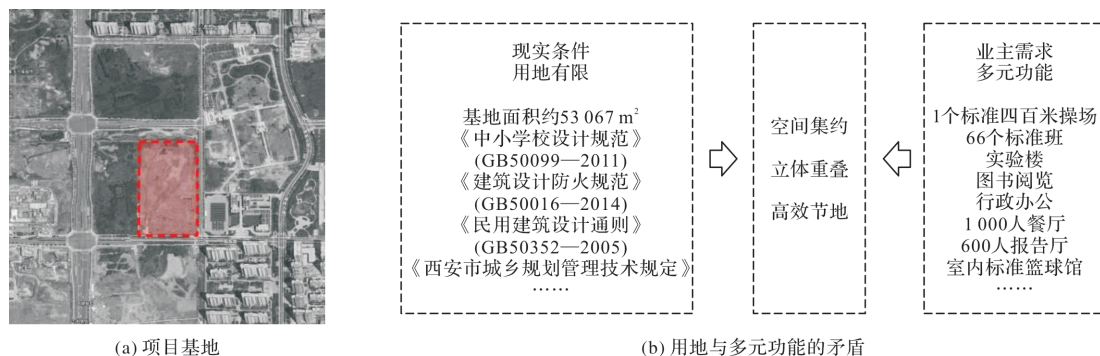 现实条件
用地有限
基地面积约53 067 m²
《中小学校设计规范》
(GB50099—2011)
《建筑设计防火规范》
(GB50016—2014)
《民用建筑设计通则》
(GB50352—2005)
《西安市城乡规划管理技术规定》
……
空间集约
立体重叠
高效节地
业主需求
多元功能
1个标准四百米操场
66个标准班
实验楼
图书阅览
行政办公
1 000人餐厅
600人报告厅
室内标准篮球馆
……
(a) 项目基地
(b) 用地与多元功能的矛盾